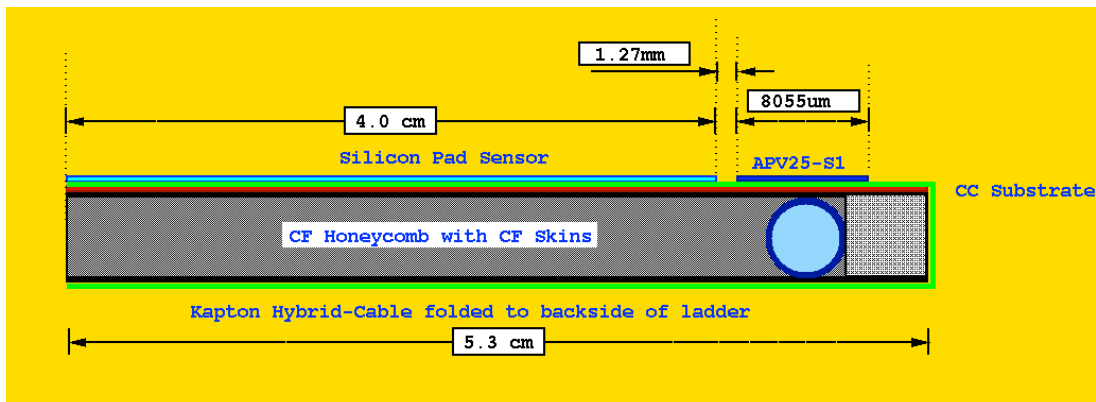 1.27mm
8055um
4.0 cm
Silicon Pad Sensor
APV25-S1
CC Substrate
CF Honeycomb with CF Skins
Kapton Hybrid-Cable folded to backside of ladder
5.3 cm